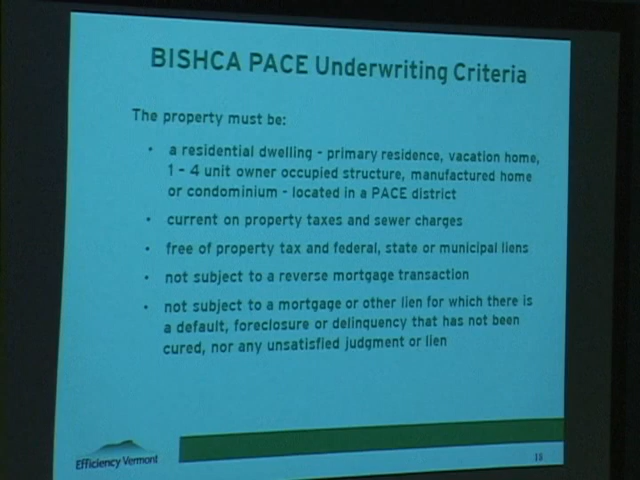 BISHCA PACE Underwriting Criteria
The property must be:
• a residential dwelling - primary residence, vacation home,
1 - 4 unit owner occupied structure, manufactured home
or condominium - located in a PACE district
• current on property taxes and sewer charges
• free of property tax and federal, state or municipal liens
• not subject to a reverse mortgage transaction
• not subject to a mortgage or other lien for which there is
a default, foreclosure or delinquency that has not been
cured, nor any unsatisfied judgment or lien
Efficiency Vermont
15